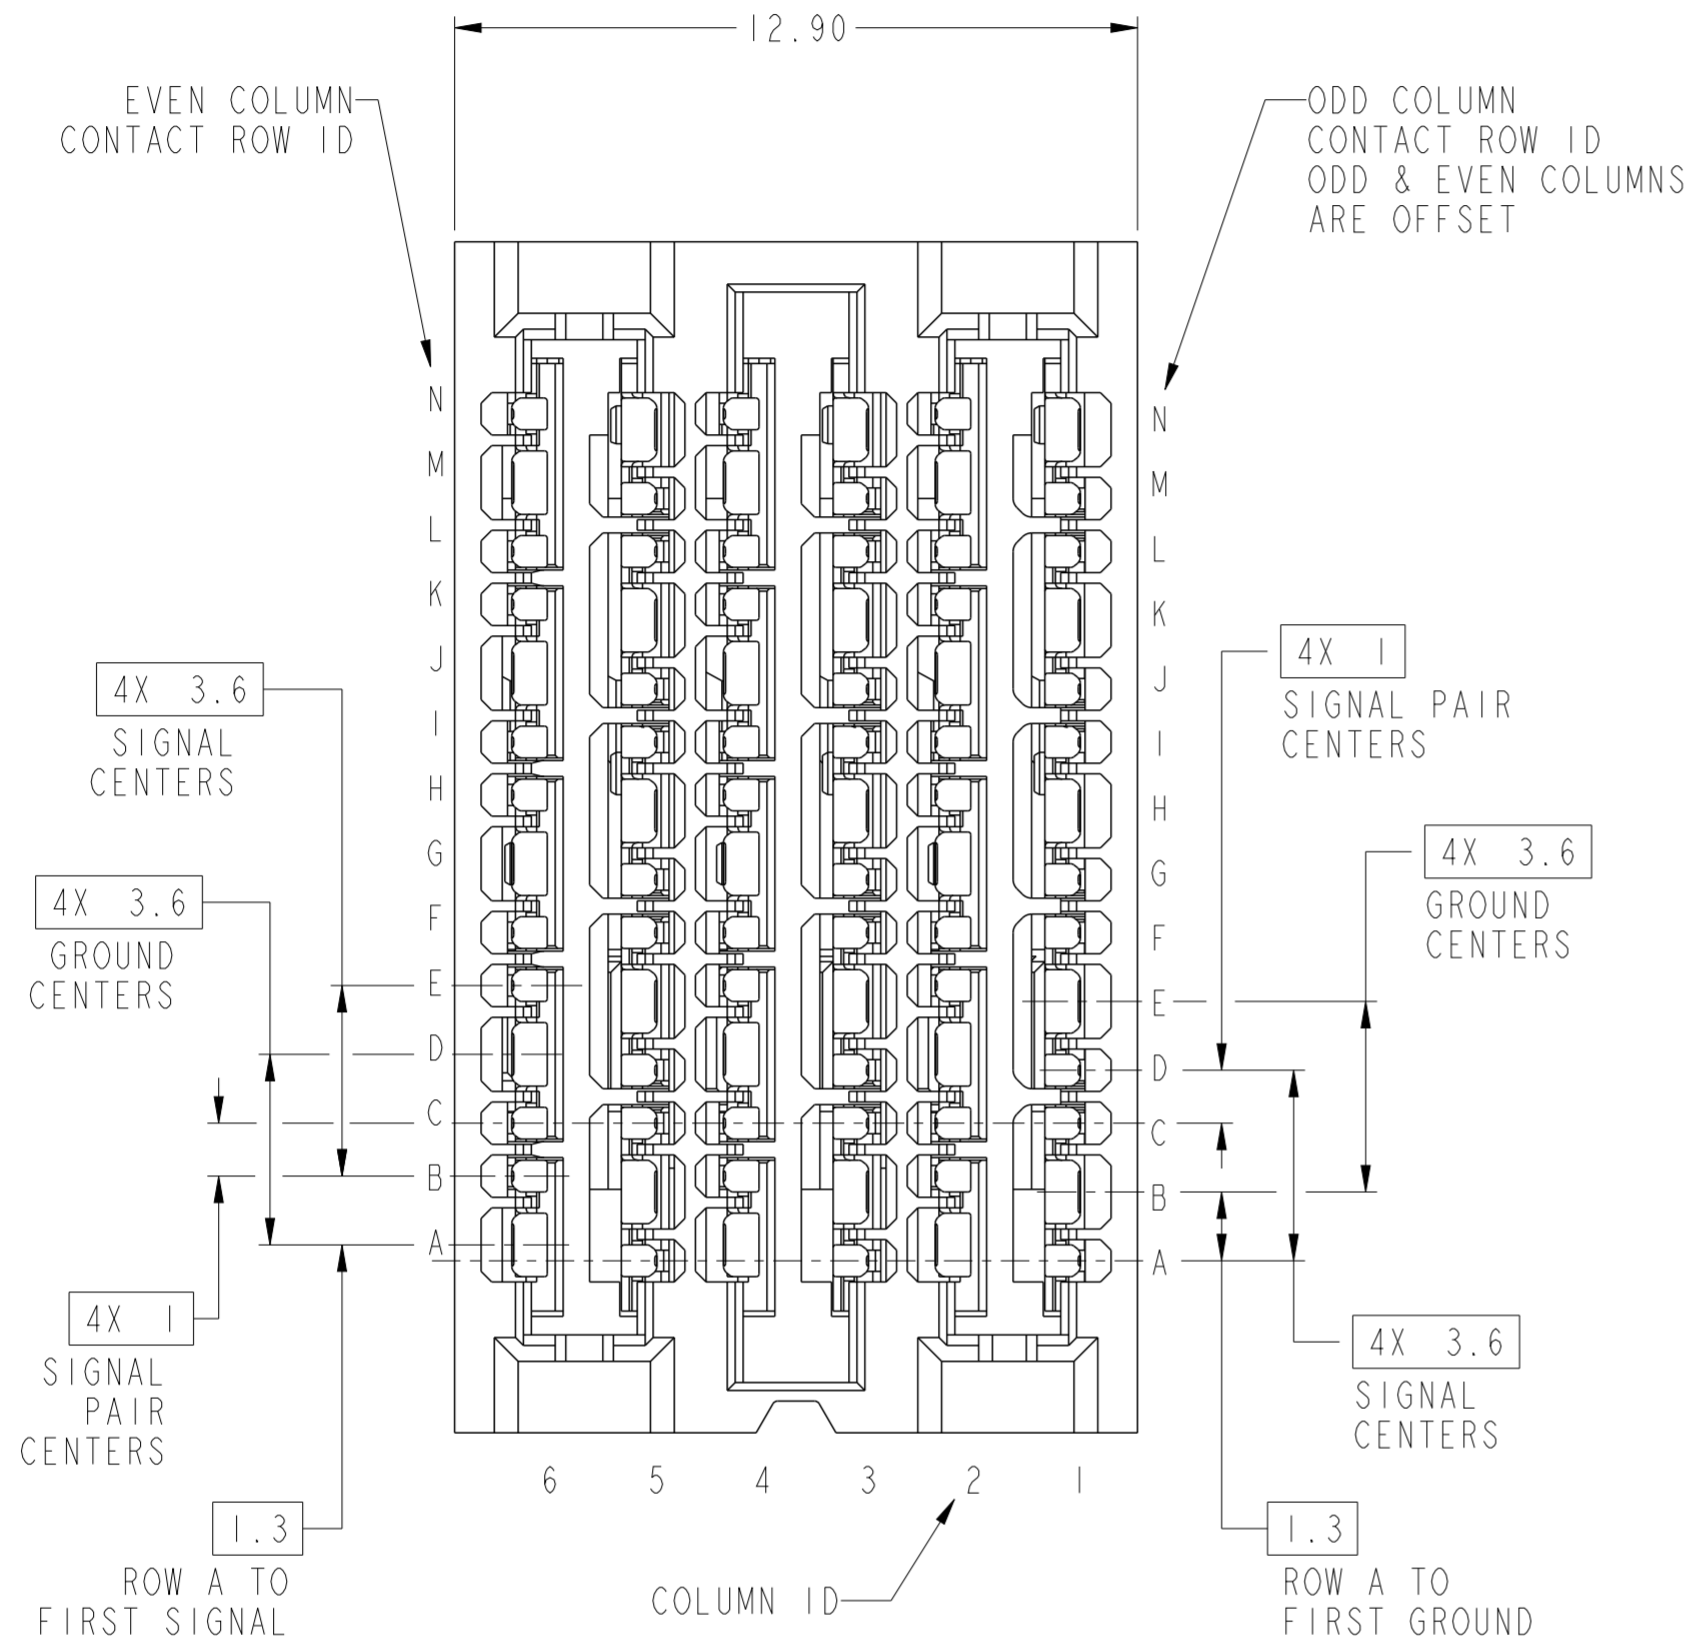 12.90
EVEN COLUMN
CONTACT ROW ID
ODD COLUMN
CONTACT ROW ID
ODD & EVEN COLUMNS
ARE OFFSET
N
M
L
K
J
I
H
G
F
E
D
C
B
A
N
M
L
K
J
I
H
G
F
E
D
C
B
A
4X 3.6
SIGNAL
CENTERS
4X 3.6
GROUND
CENTERS
4X 1
SIGNAL
PAIR
CENTERS
1.3
ROW A TO
FIRST SIGNAL
4X 1
SIGNAL PAIR
CENTERS
4X 3.6
GROUND
CENTERS
4X 3.6
SIGNAL
CENTERS
1.3
ROW A TO
FIRST GROUND
6 5 4 3 2 1
COLUMN ID